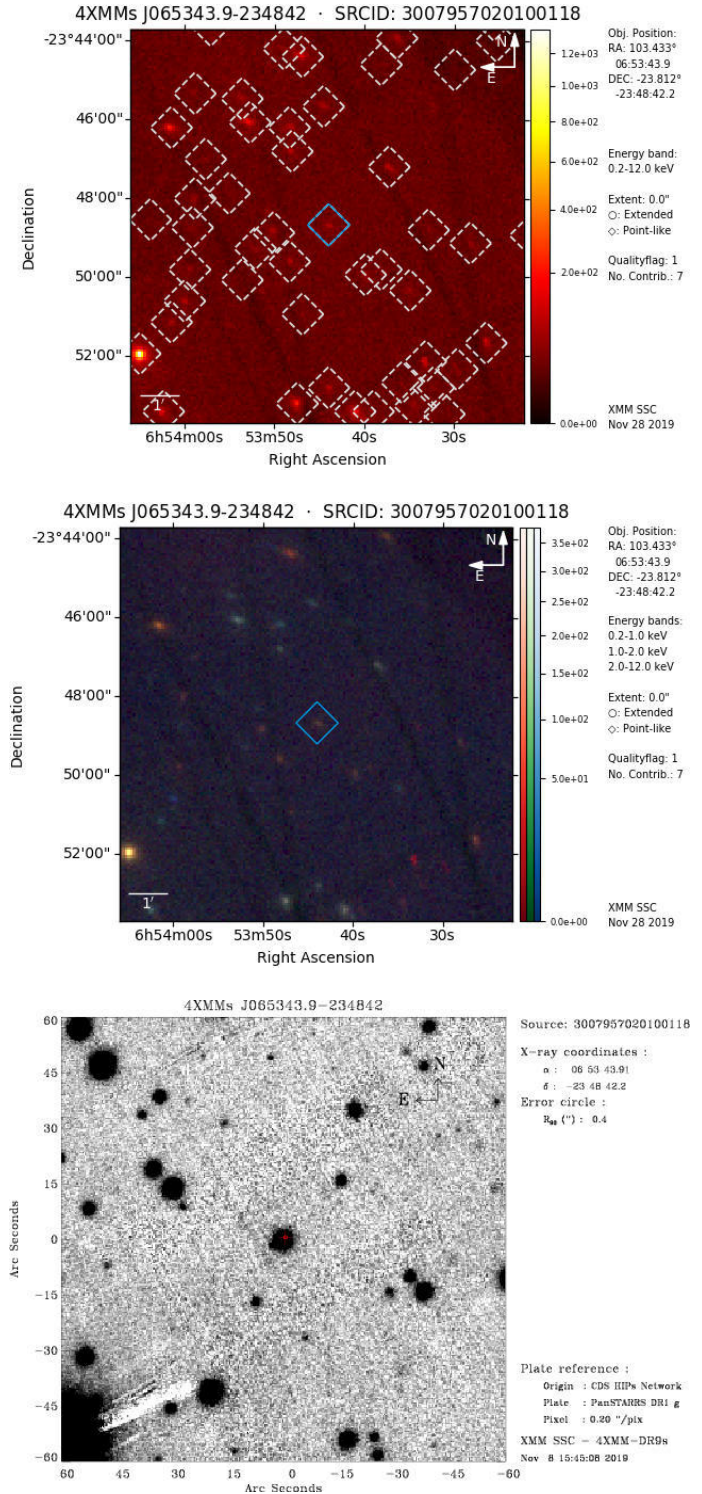 4XMMs J065343.9-234842 · SRCID: 30079570201​00118
-23°44'00"
46'00"
48'00"
50'00"
52'00"
Declination
N
E
1'
6h54m00s 53m50s 40s 30s
Right Ascension
1.2e+03
1.0e+03
8.0e+02
6.0e+02
4.0e+02
2.0e+02
0.0e+00
Obj. Position:
RA: 103.433°
06:53:43.9
DEC: -23.812°
-23:48:42.2
Energy band:
0.2-12.0 keV
Extent: 0.0"
○: Extended
◇: Point-like
Qualityflag: 1
No. Contrib.: 7
XMM SSC
Nov 28 2019
4XMMs J065343.9-234842 · SRCID: 3007957020100118
-23°44'00"
46'00"
48'00"
50'00"
52'00"
Declination
N
E
1'
6h54m00s 53m50s 40s 30s
Right Ascension
3.5e+02
3.0e+02
2.0e+02
1.5e+02
1.0e+02
5.0e+01
0.0e+00
Obj. Position:
RA: 103.433°
06:53:43.9
DEC: -23.812°
-23:48:42.2
Energy bands:
0.2-1.0 keV
1.0-2.0 keV
2.0-12.0 keV
Extent: 0.0"
○: Extended
◇: Point-like
Qualityflag: 1
No. Contrib.: 7
XMM SSC
Nov 28 2019
4XMMs J065343.9-234842
60
45
30
15
0
-15
-30
-45
-60
Arc Seconds
N
E
60 45 30 15 0 -15 -30 -45 -60
Arc Seconds
Source: 3007957020100118
X-ray coordinates :
α : 06 53 43.91
δ : -23 48 42.2
Error circle :
R₉₀ (") : 0.4
Plate reference :
Origin : CDS HIPs Network
Plate : PanSTARRS DR1 g
Pixel : 0.20 "/pix
XMM SSC - 4XMM-DR9s
Nov 8 15:45:08 2019